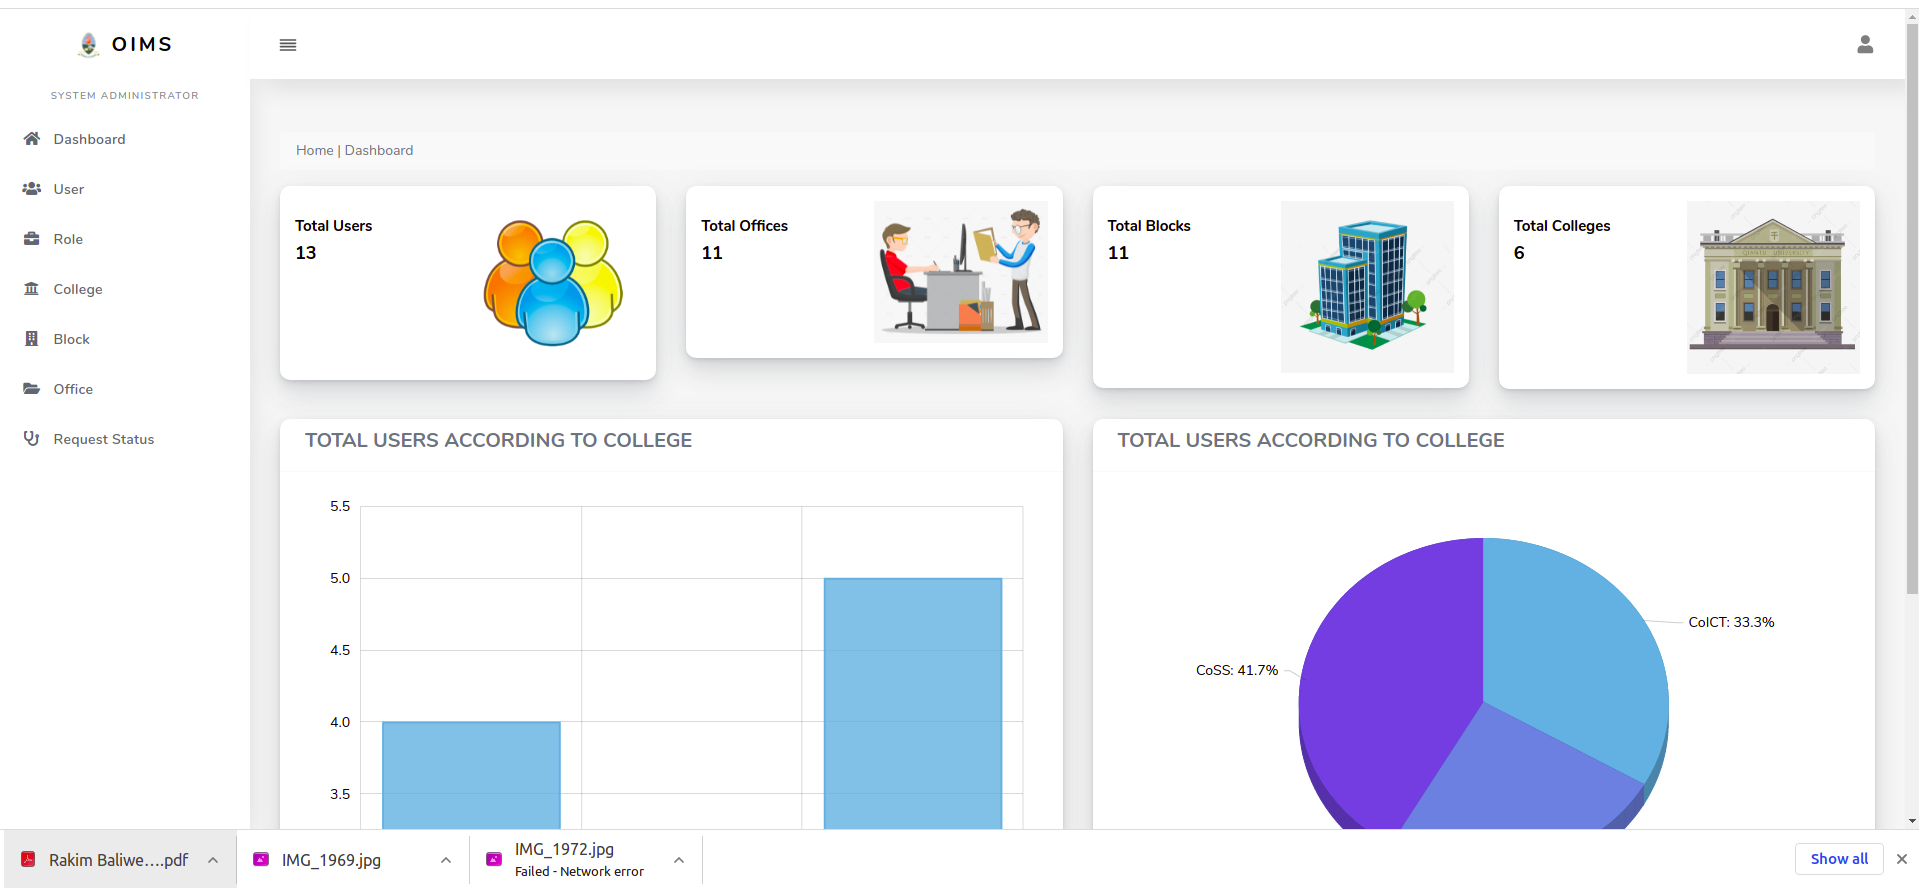 OIMS
SYSTEM ADMINISTRATOR
Dashboard
User
Role
College
Block
Office
Request Status
Home | Dashboard
Total Users
13
Total Offices
11
Total Blocks
11
Total Colleges
6
TOTAL USERS ACCORDING TO COLLEGE
5.5
5.0
4.5
4.0
3.5
TOTAL USERS ACCORDING TO COLLEGE
CoICT: 33.3%
CoSS: 41.7%
Rakim Baliwe....pdf
IMG_1969.jpg
IMG_1972.jpg
Failed - Network error
Show all